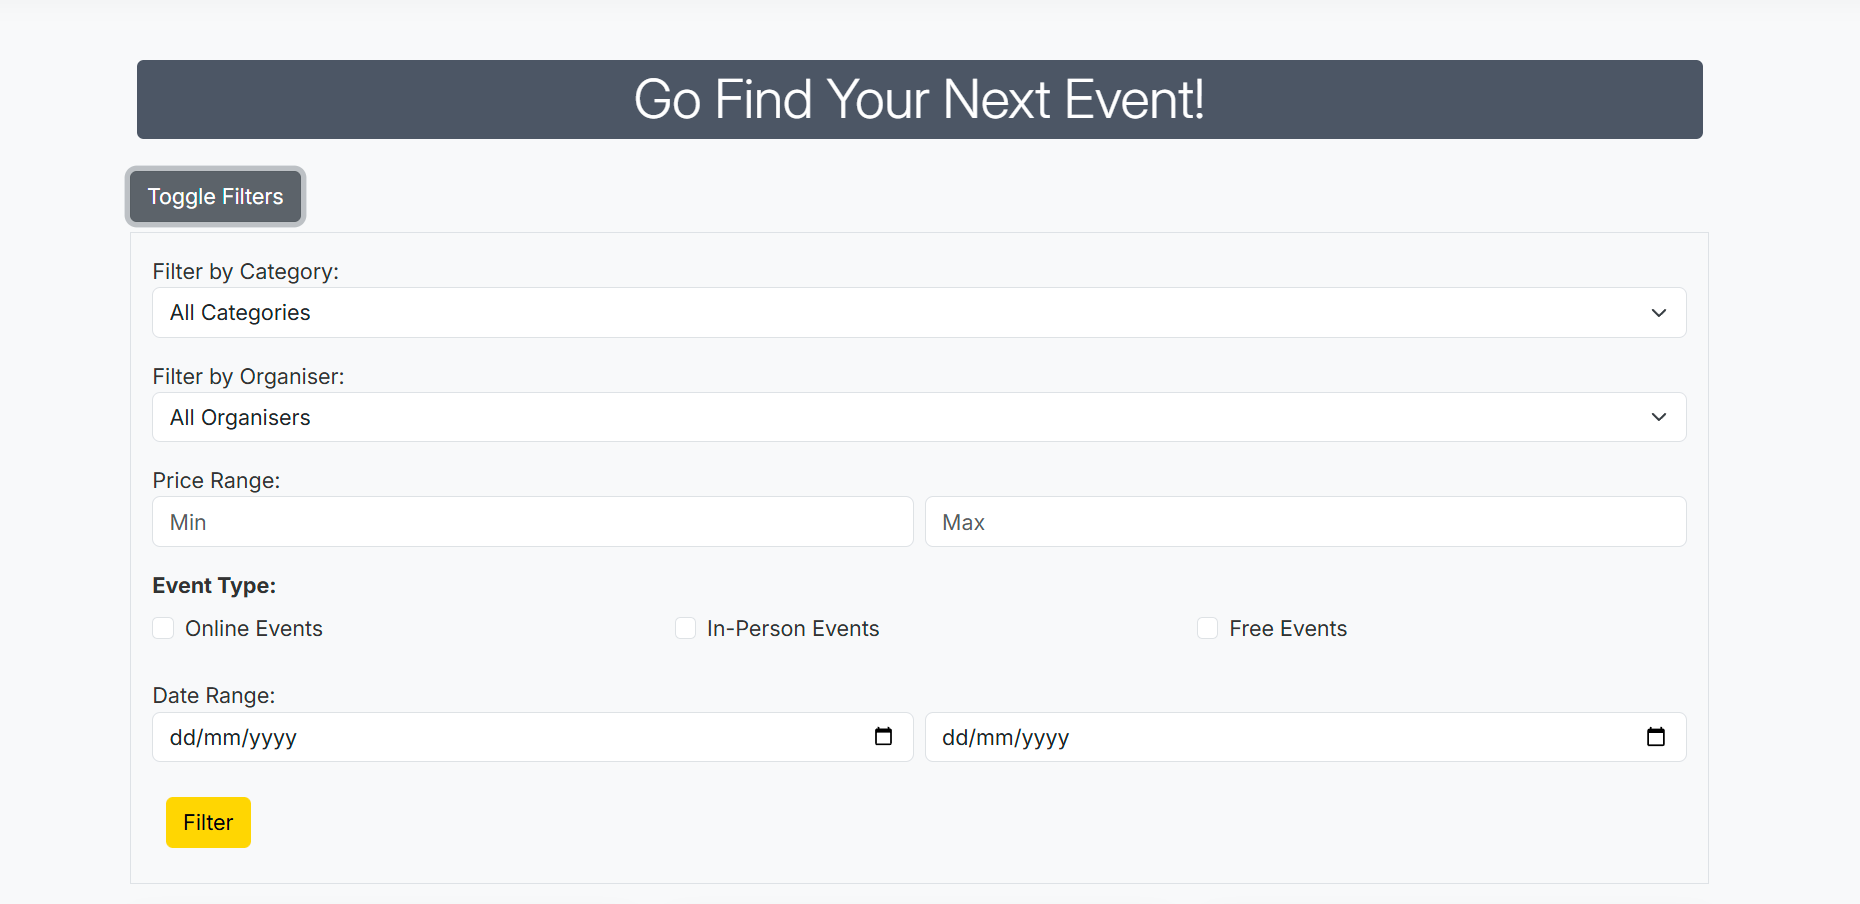 Go Find Your Next Event!
Toggle Filters
Filter by Category:
All Categories
Filter by Organiser:
All Organisers
Price Range:
Min Max
Event Type:
Online Events In-Person Events Free Events
Date Range:
dd/mm/yyyy dd/mm/yyyy
Filter